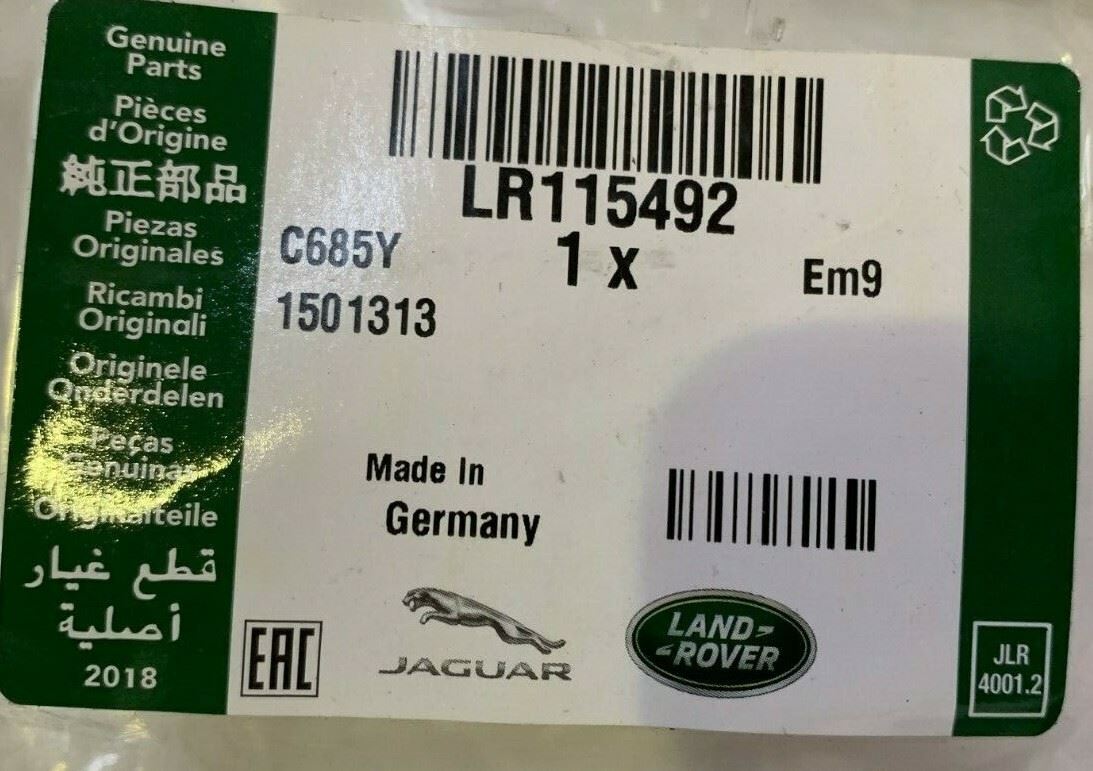 Genuine
Parts
Pièces
d'Origine
純正部品
Piezas
Originales
Ricambi
Originali
Originele
Onderdelen
Peças
Genuinas
Originalteile
قطع غيار
أصلية
2018
LR115492
C685Y
1 x
Em9
1501313
Made In
Germany
EAC
JAGUAR
LAND-
-ROVER
JLR
4001.2